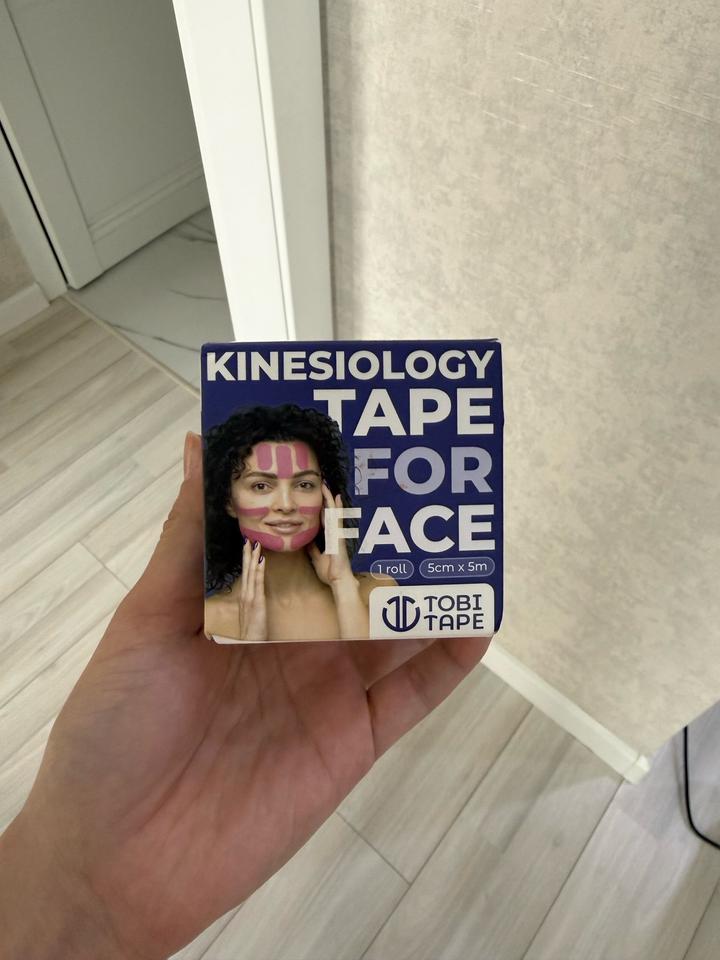 KINESIOLOGY
TAPE
FOR
FACE
1 roll 5cm x 5m
TOBI
TAPE